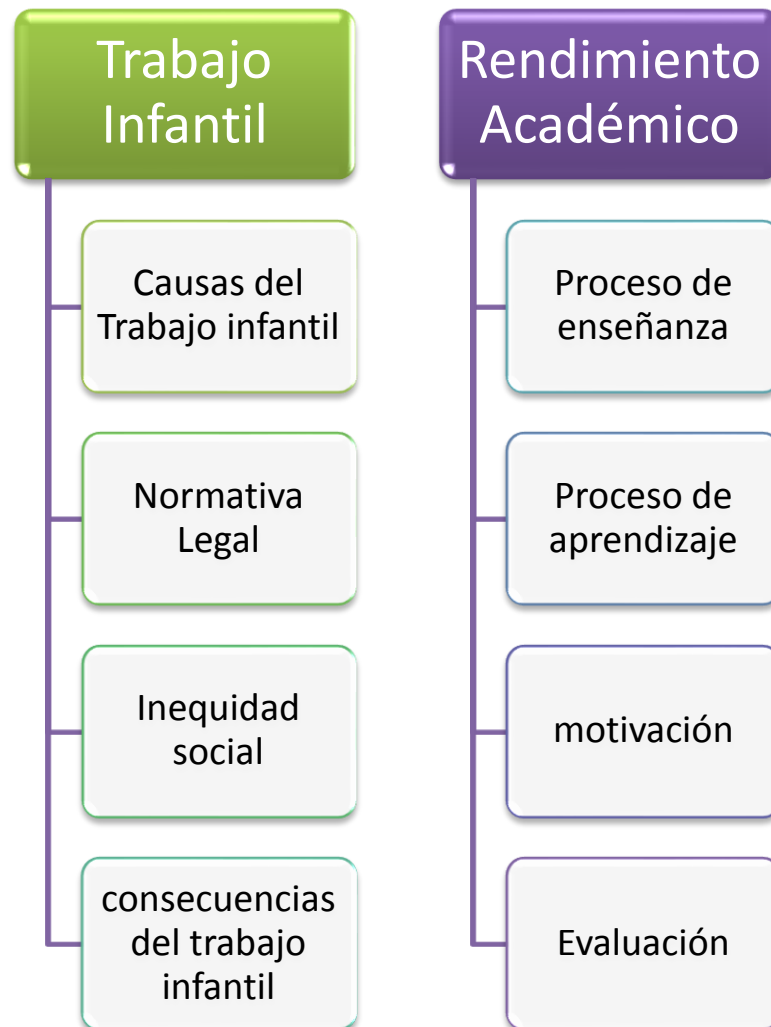 Trabajo
Infantil
Causas del
Trabajo infantil
Normativa
Legal
Inequidad
social
consecuencias
del trabajo
infantil
Rendimiento
Académico
Proceso de
enseñanza
Proceso de
aprendizaje
motivación
Evaluación